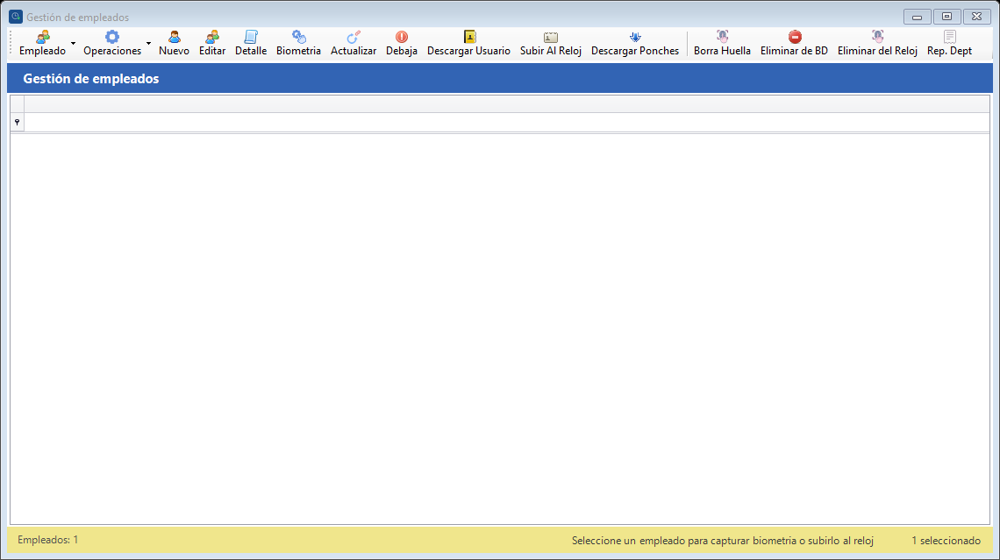 Gestión de empleados
Empleado Operaciones Nuevo Editar Detalle Biometria Actualizar Debaja Descargar Usuario Subir Al Reloj Descargar Ponches Borra Huella Eliminar de BD Eliminar del Reloj Rep. Dept
Gestión de empleados
Empleados: 1 Seleccione un empleado para capturar biometria o subirlo al reloj 1 seleccionado